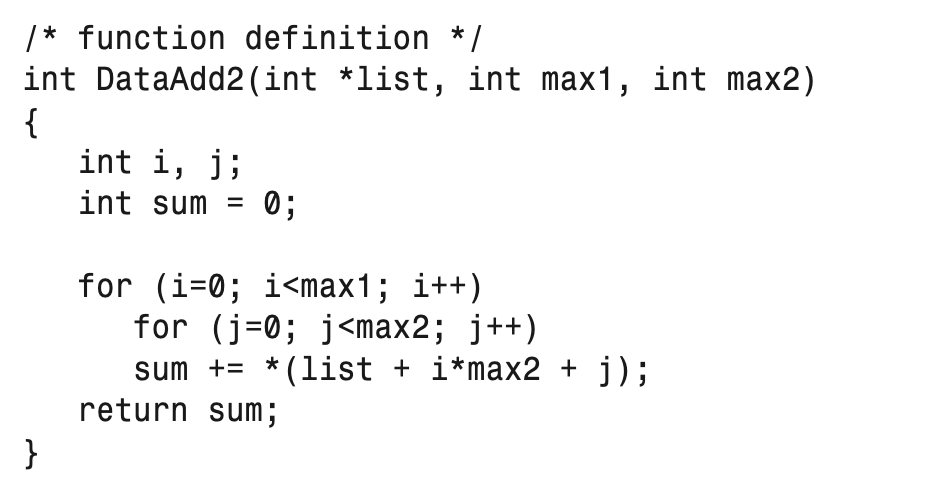 /* function definition */
int DataAdd2(int *list, int max1, int max2)
{
   int i, j;
   int sum = 0;

   for (i=0; i<max1; i++)
      for (j=0; j<max2; j++)
      sum += *(list + i*max2 + j);
   return sum;
}